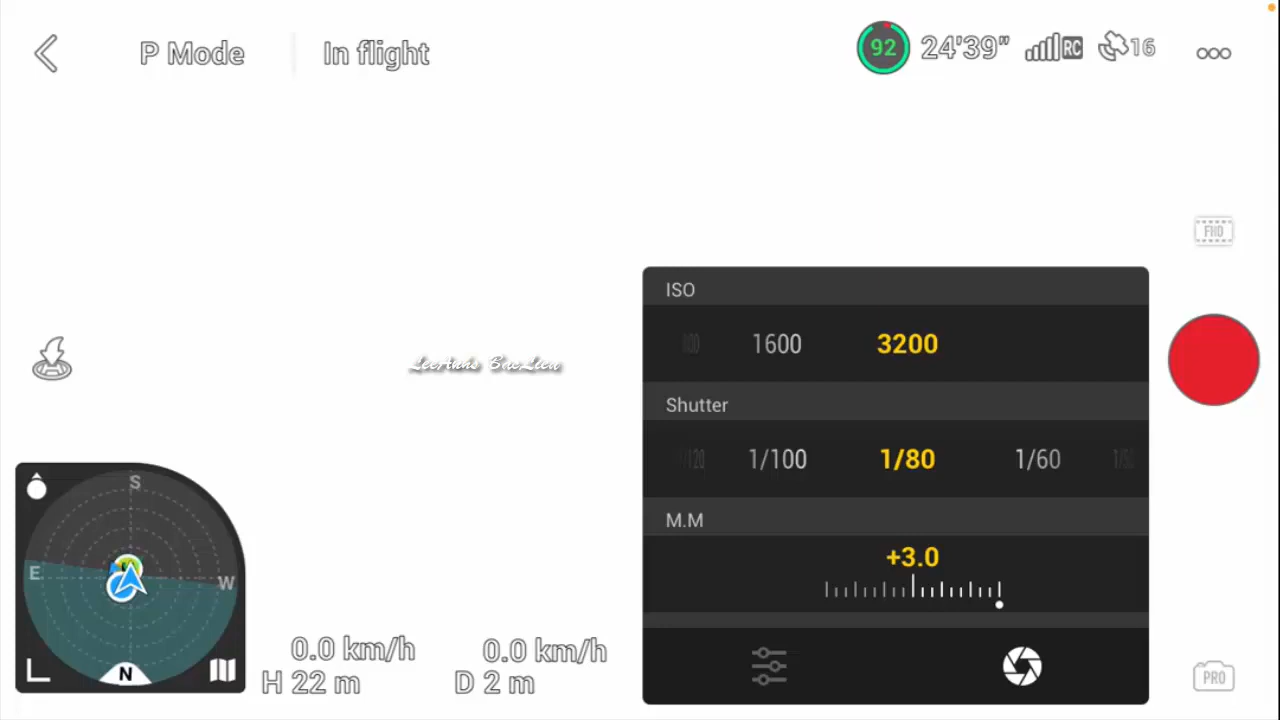 P Mode In flight 92 24'39” RC 16
FHD
ISO
1600 3200
Shutter
1/100 1/80 1/60
M.M
+3.0
S
E W
N
0.0 km/h 0.0 km/h
H 22 m D 2 m
PRO